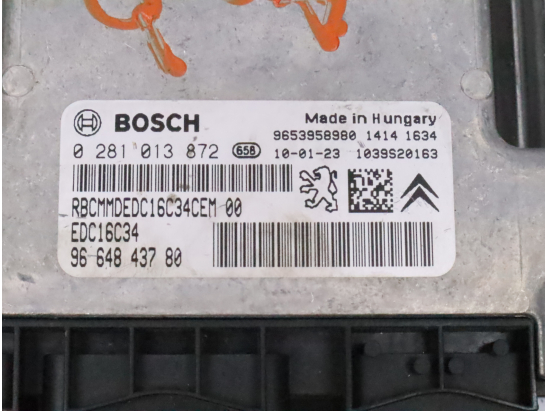 BOSCH
Made in Hungary
9653958980 1414 1634
0 281 013 872 65B 10-01-23 1039S20163
RBCMMDEDC16C34CEM 00
EDC16C34
96 648 437 80